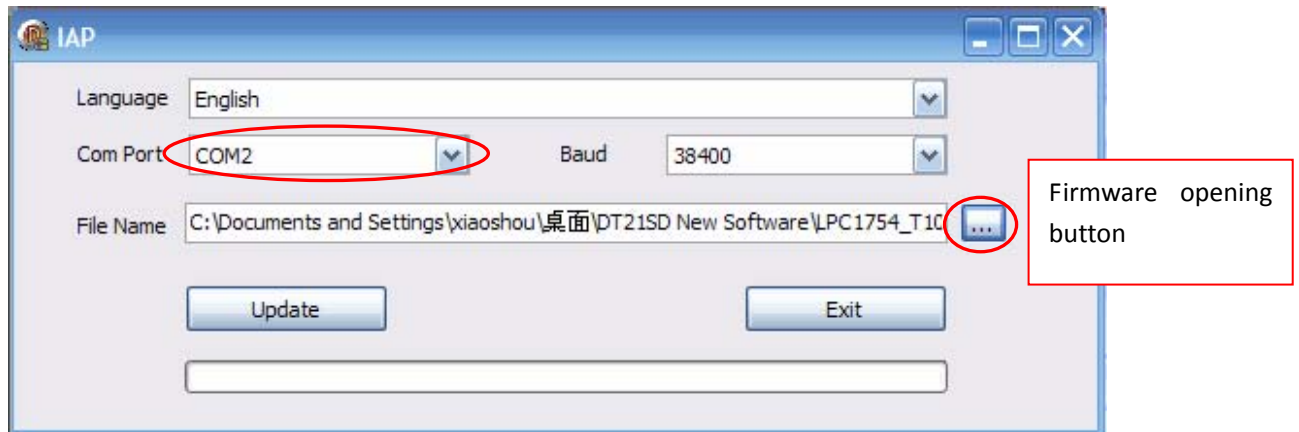 IAP
Language English
Com Port COM2 Baud 38400
File Name C:\Documents and Settings\xiaoshou\桌面\DT21SD New Software\LPC1754_T10 ...
Firmware opening
button
Update Exit